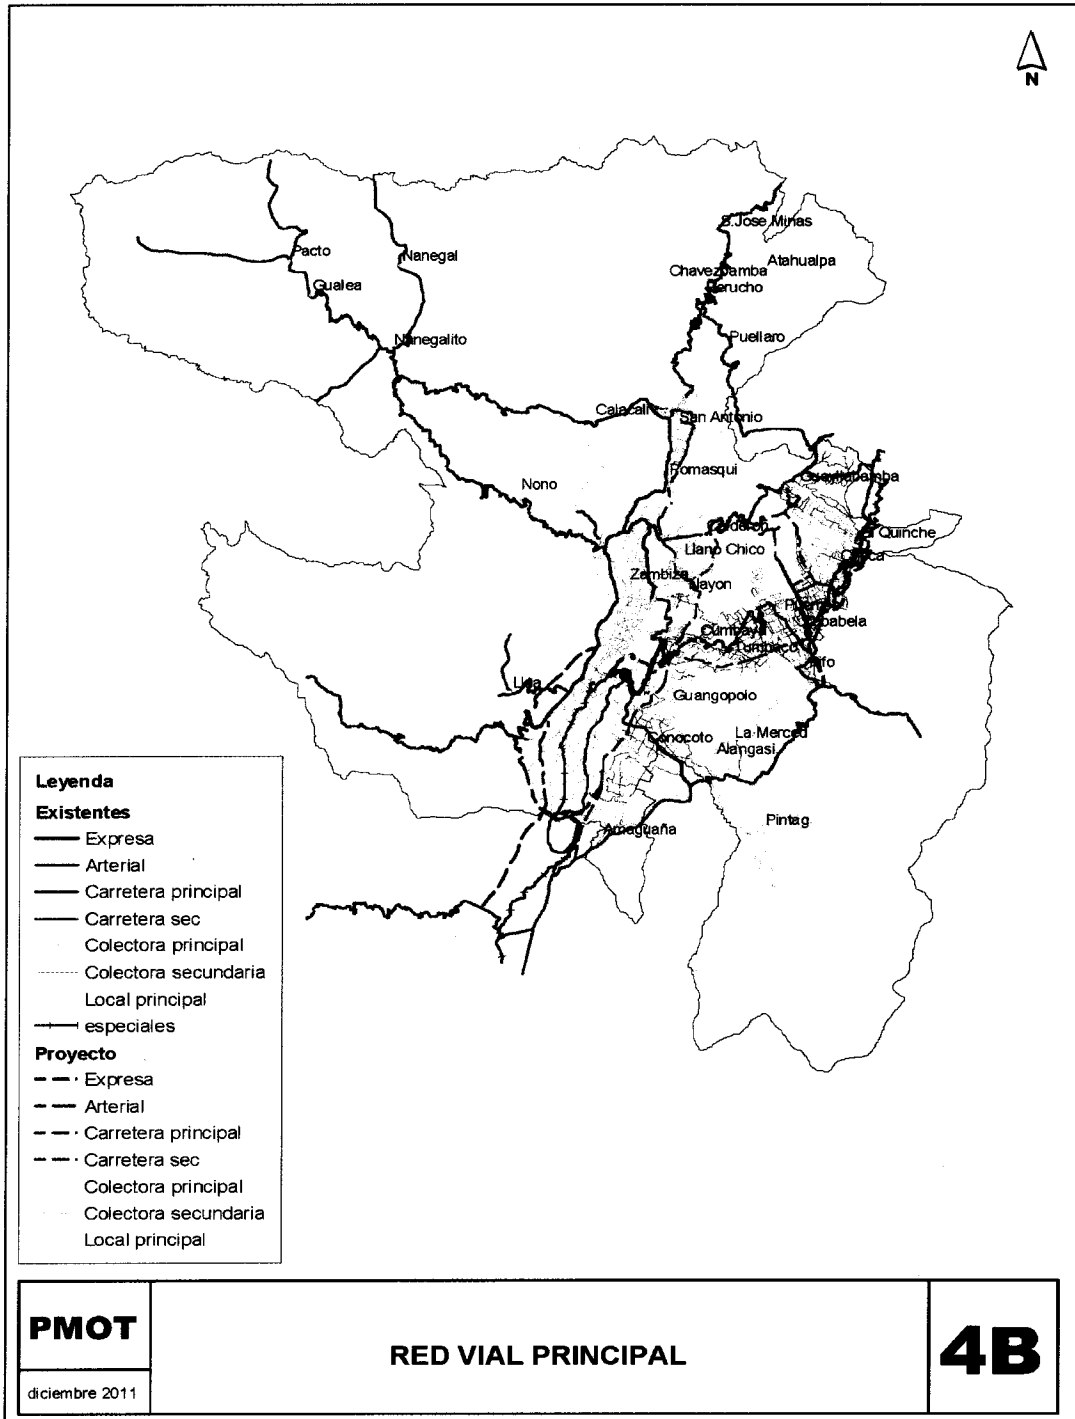 N
S.Jose Minas
Atahualpa
Pacto
Nanegal
Chavezpamba
Perucho
Gualea
Puellaro
Nanegalito
Calacali
San Antonio
Pomasqui
Nono
Guayllabamba
Calderon
Quinche
Llano Chico
Checa
Zambiza
Nayon
Cumbaya
Tumbaco
Pifo
Lloa
Guangopolo
Conocoto
La Merced
Alangasi
Pintag
Amaguaña
Leyenda
Existentes
Expresa
Arterial
Carretera principal
Carretera sec
Colectora principal
Colectora secundaria
Local principal
especiales
Proyecto
Expresa
Arterial
Carretera principal
Carretera sec
Colectora principal
Colectora secundaria
Local principal
PMOT
diciembre 2011
RED VIAL PRINCIPAL
4B